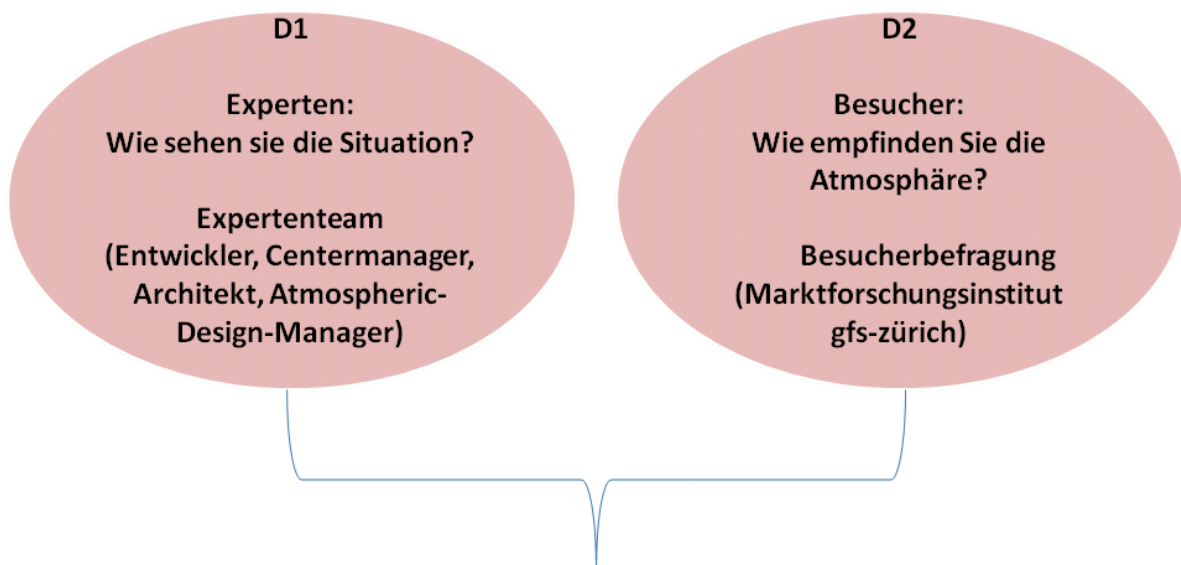 D1
Experten:
Wie sehen sie die Situation?
Expertenteam
(Entwickler, Centermanager,
Architekt, Atmospheric-
Design-Manager)
D2
Besucher:
Wie empfinden Sie die
Atmosphäre?
Besucherbefragung
(Marktforschungsinstitut
gfs-zürich)